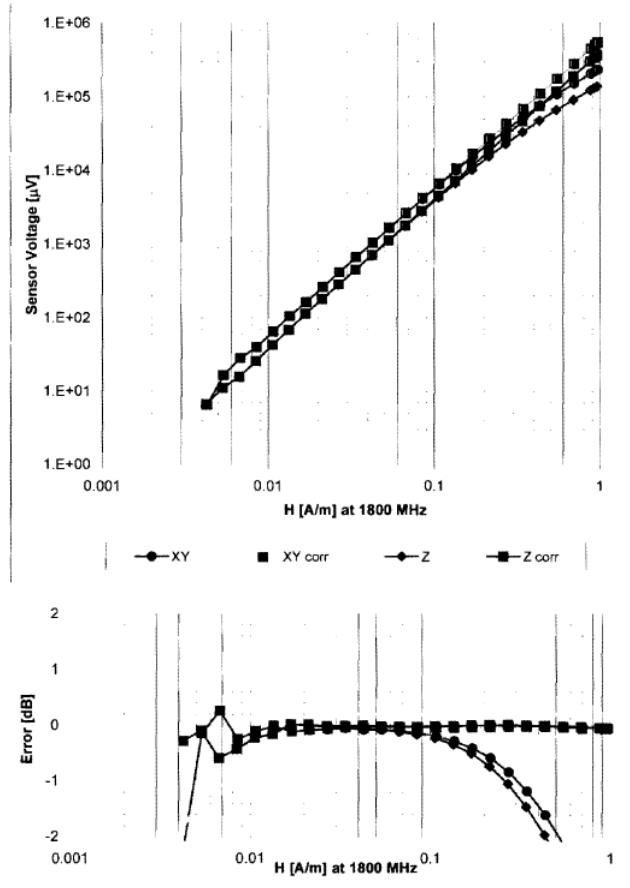 1.E+06
1.E+05
1.E+04
1.E+03
1.E+02
1.E+01
1.E+00
Sensor Voltage [µV]
0.001 0.01 0.1 1
H [A/m] at 1800 MHz
XY XY corr Z Z corr
2
1
0
-1
-2
Error [dB]
0.001 0.01 0.1 1
H [A/m] at 1800 MHz